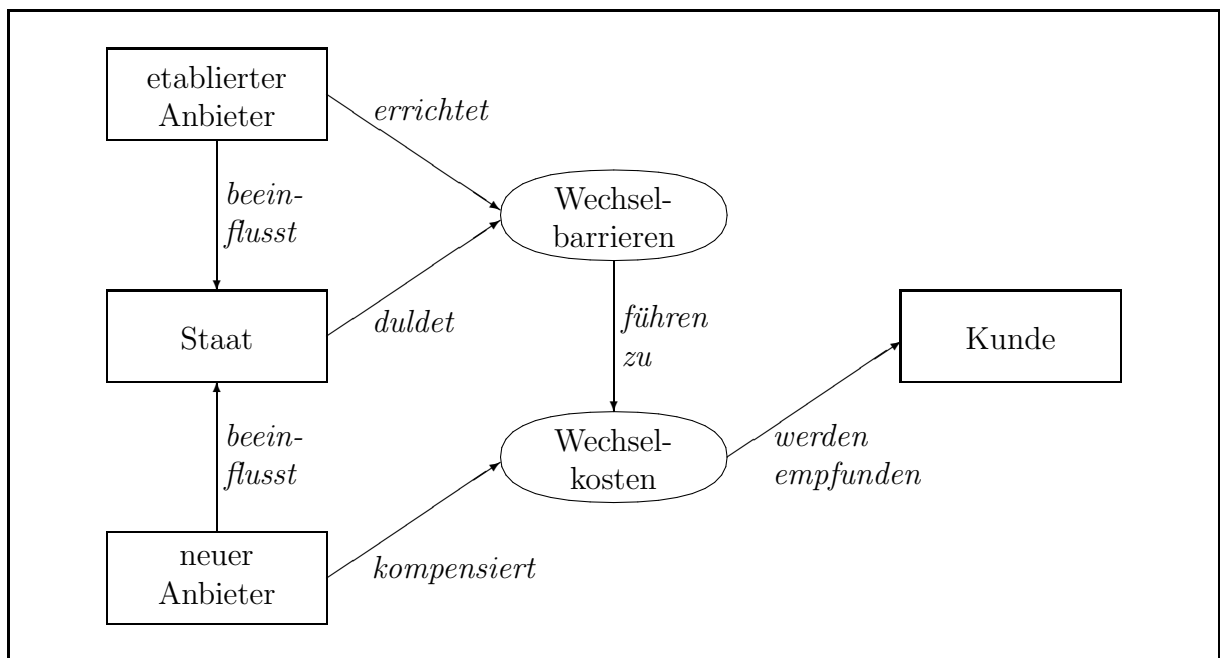 etablierter
Anbieter
errichtet
beein-
flusst
Wechsel-
barrieren
Staat
duldet
führen
zu
Kunde
beein-
flusst
Wechsel-
kosten
werden
empfunden
neuer
Anbieter
kompensiert